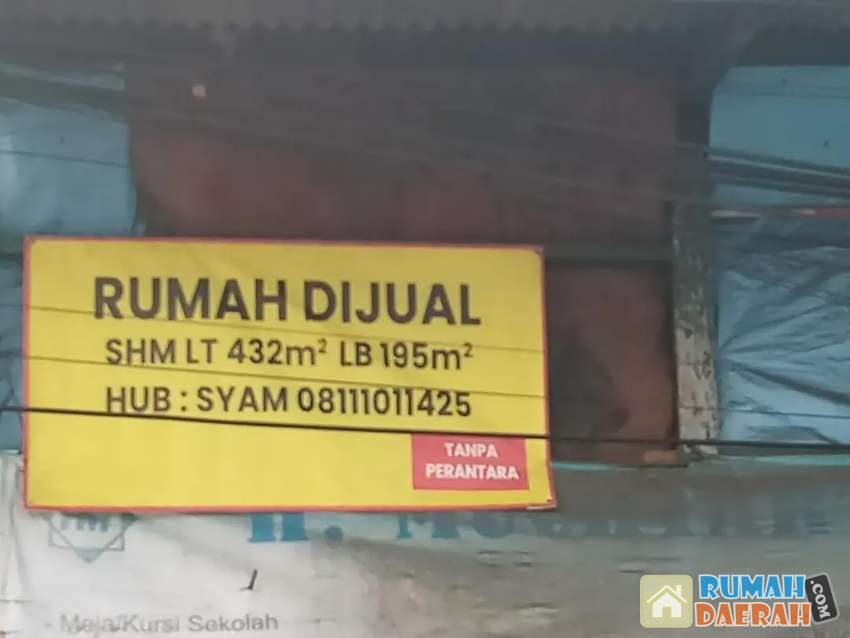 RUMAH DIJUAL
SHM LT 432m² LB 195m²
HUB : SYAM 08111011425
TANPA
PERANTARA
H.
- Meja/Kursi Sekolah
RUMAH
DAERAH
.COM